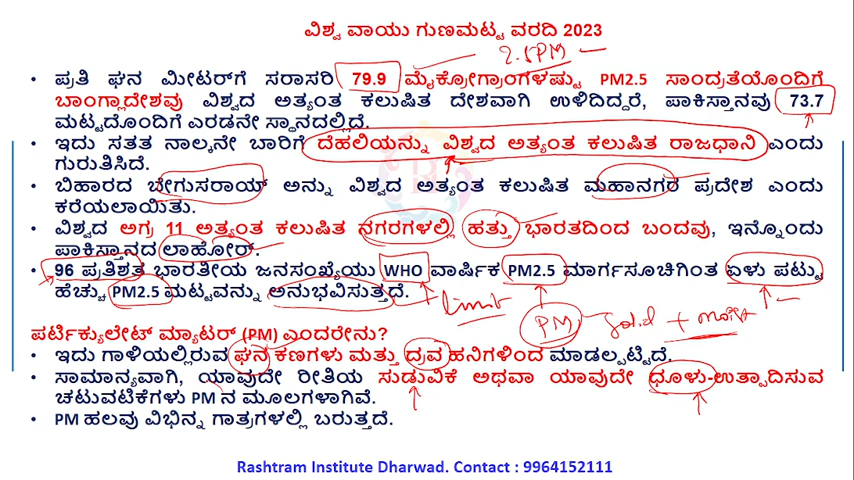 ವಿಶ್ವ ವಾಯು ಗುಣಮಟ್ಟ ವರದಿ 2023
2.5PM
• ಪ್ರತಿ ಘನ ಮೀಟರ್‌ಗೆ ಸರಾಸರಿ 79.9 ಮೈಕ್ರೋಗ್ರಾಂಗಳಷ್ಟು PM2.5 ಸಾಂದ್ರತೆಯೊಂದಿಗೆ
ಬಾಂಗ್ಲಾದೇಶವು ವಿಶ್ವದ ಅತ್ಯಂತ ಕಲುಷಿತ ದೇಶವಾಗಿ ಉಳಿದಿದ್ದರೆ, ಪಾಕಿಸ್ತಾನವು 73.7
ಮಟ್ಟದೊಂದಿಗೆ ಎರಡನೇ ಸ್ಥಾನದಲ್ಲಿದೆ.
• ಇದು ಸತತ ನಾಲ್ಕನೇ ಬಾರಿಗೆ ದೆಹಲಿಯನ್ನು ವಿಶ್ವದ ಅತ್ಯಂತ ಕಲುಷಿತ ರಾಜಧಾನಿ ಎಂದು
ಗುರುತಿಸಿದೆ.
• ಬಿಹಾರದ ಬೇಗುಸರಾಯ್ ಅನ್ನು ವಿಶ್ವದ ಅತ್ಯಂತ ಕಲುಷಿತ ಮಹಾನಗರ ಪ್ರದೇಶ ಎಂದು
ಕರೆಯಲಾಯಿತು.
• ವಿಶ್ವದ ಅಗ್ರ 11 ಅತ್ಯಂತ ಕಲುಷಿತ ನಗರಗಳಲ್ಲಿ ಹತ್ತು ಭಾರತದಿಂದ ಬಂದವು, ಇನ್ನೊಂದು
ಪಾಕಿಸ್ತಾನದ ಲಾಹೋರ್.
• 96 ಪ್ರತಿಶತ ಭಾರತೀಯ ಜನಸಂಖ್ಯೆಯು WHO ವಾರ್ಷಿಕ PM2.5 ಮಾರ್ಗಸೂಚಿಗಿಂತ ಏಳು ಪಟ್ಟು
ಹೆಚ್ಚು PM2.5 ಮಟ್ಟವನ್ನು ಅನುಭವಿಸುತ್ತದೆ.
limit
PM solid + moist
ಪರ್ಟಿಕ್ಯುಲೇಟ್ ಮ್ಯಾಟರ್ (PM) ಎಂದರೇನು?
• ಇದು ಗಾಳಿಯಲ್ಲಿರುವ ಘನ ಕಣಗಳು ಮತ್ತು ದ್ರವ ಹನಿಗಳಿಂದ ಮಾಡಲ್ಪಟ್ಟಿದೆ.
• ಸಾಮಾನ್ಯವಾಗಿ, ಯಾವುದೇ ರೀತಿಯ ಸುಡುವಿಕೆ ಅಥವಾ ಯಾವುದೇ ಧೂಳು-ಉತ್ಪಾದಿಸುವ
ಚಟುವಟಿಕೆಗಳು PM ನ ಮೂಲಗಳಾಗಿವೆ.
• PM ಹಲವು ವಿಭಿನ್ನ ಗಾತ್ರಗಳಲ್ಲಿ ಬರುತ್ತದೆ.
Rashtram Institute Dharwad. Contact : 9964152111